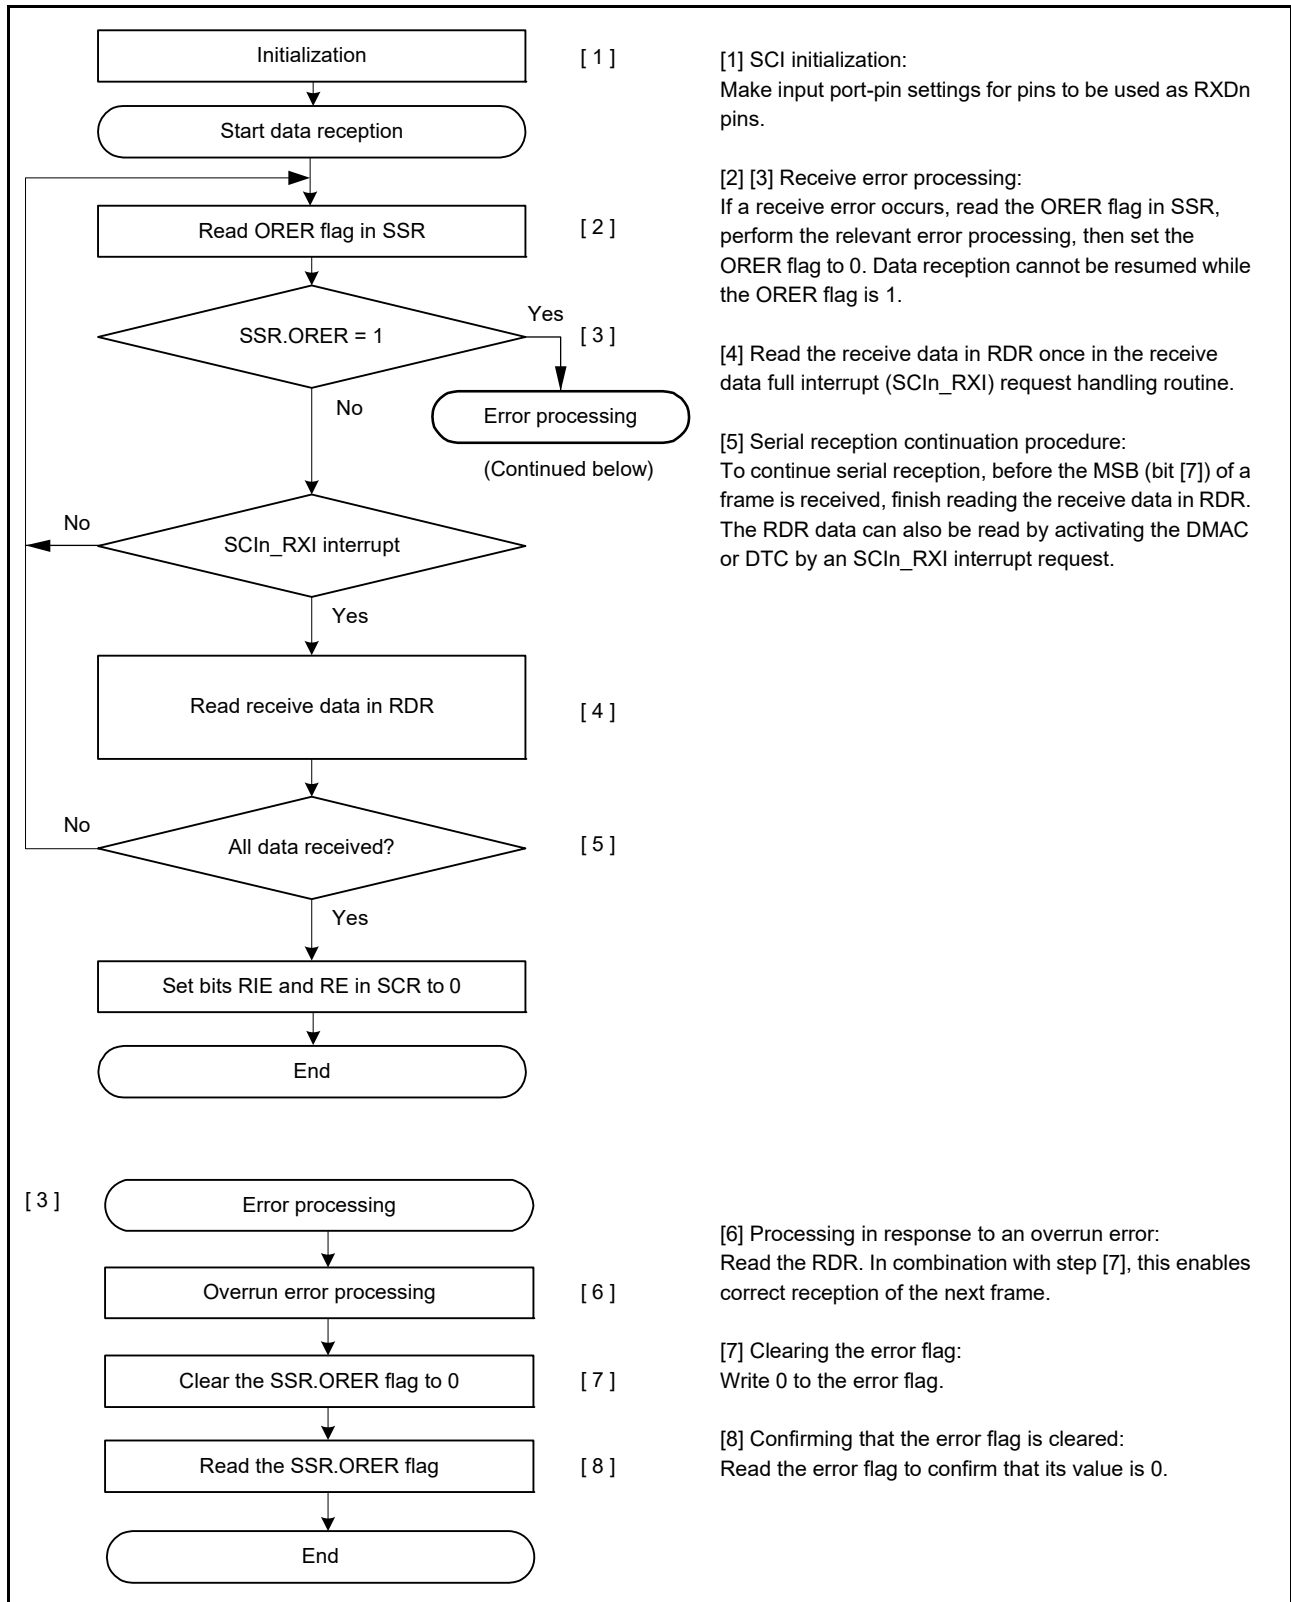 Initialization
[ 1 ]
Start data reception
Read ORER flag in SSR
[ 2 ]
SSR.ORER = 1
Yes
[ 3 ]
No
Error processing
(Continued below)
No
SCIn_RXI interrupt
Yes
Read receive data in RDR
[ 4 ]
No
All data received?
[ 5 ]
Yes
Set bits RIE and RE in SCR to 0
End
[1] SCI initialization:
Make input port-pin settings for pins to be used as RXDn
pins.
[2] [3] Receive error processing:
If a receive error occurs, read the ORER flag in SSR,
perform the relevant error processing, then set the
ORER flag to 0. Data reception cannot be resumed while
the ORER flag is 1.
[4] Read the receive data in RDR once in the receive
data full interrupt (SCIn_RXI) request handling routine.
[5] Serial reception continuation procedure:
To continue serial reception, before the MSB (bit [7]) of a
frame is received, finish reading the receive data in RDR.
The RDR data can also be read by activating the DMAC
or DTC by an SCIn_RXI interrupt request.
[ 3 ]
Error processing
Overrun error processing
[ 6 ]
Clear the SSR.ORER flag to 0
[ 7 ]
Read the SSR.ORER flag
[ 8 ]
End
[6] Processing in response to an overrun error:
Read the RDR. In combination with step [7], this enables
correct reception of the next frame.
[7] Clearing the error flag:
Write 0 to the error flag.
[8] Confirming that the error flag is cleared:
Read the error flag to confirm that its value is 0.